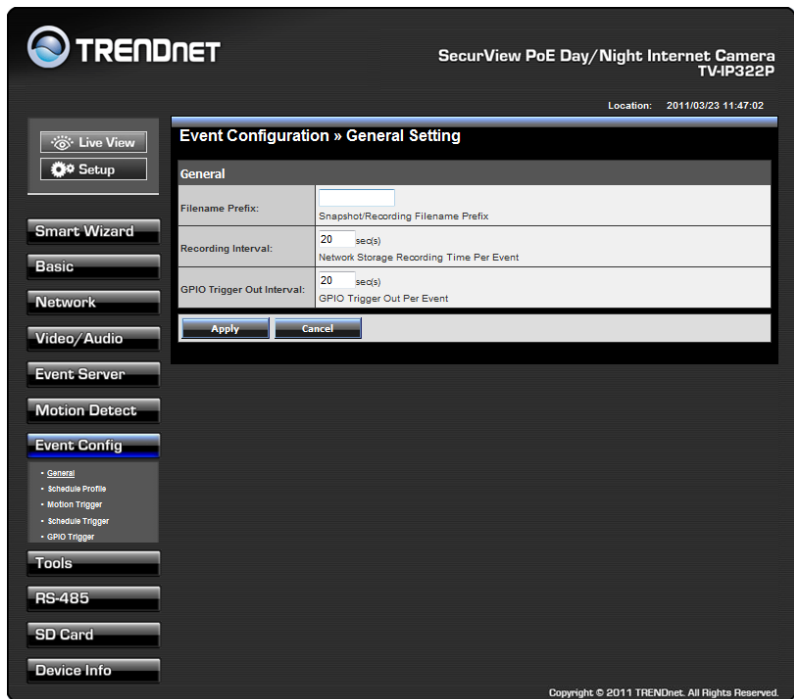 TRENDNET
SecurView PoE Day/Night Internet Camera
TV-IP322P
Location: 2011/03/23 11:47:02
Live View
Setup
Event Configuration » General Setting
General
Filename Prefix:
Snapshot/Recording Filename Prefix
Recording Interval:
20 sec(s)
Network Storage Recording Time Per Event
GPIO Trigger Out Interval:
20 sec(s)
GPIO Trigger Out Per Event
Apply Cancel
Smart Wizard
Basic
Network
Video/Audio
Event Server
Motion Detect
Event Config
• General
• Schedule Profile
• Motion Trigger
• Schedule Trigger
• GPIO Trigger
Tools
RS-485
SD Card
Device Info
Copyright © 2011 TRENDnet. All Rights Reserved.